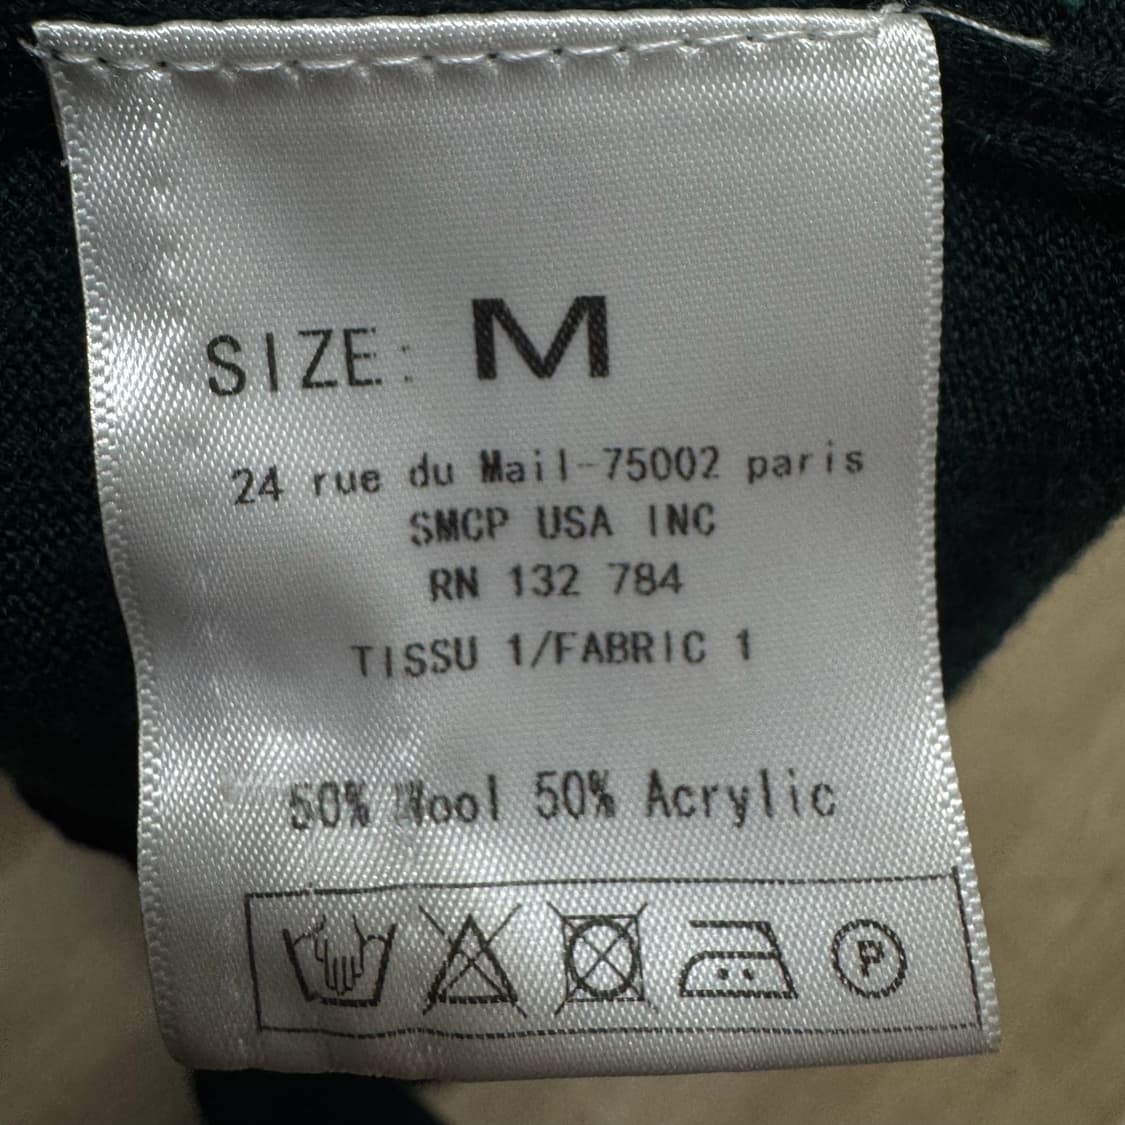 SIZE: M
24 rue du Mail-75002 paris
SMCP USA INC
RN 132 784
TISSU 1/FABRIC 1
50% Wool 50% Acrylic
P